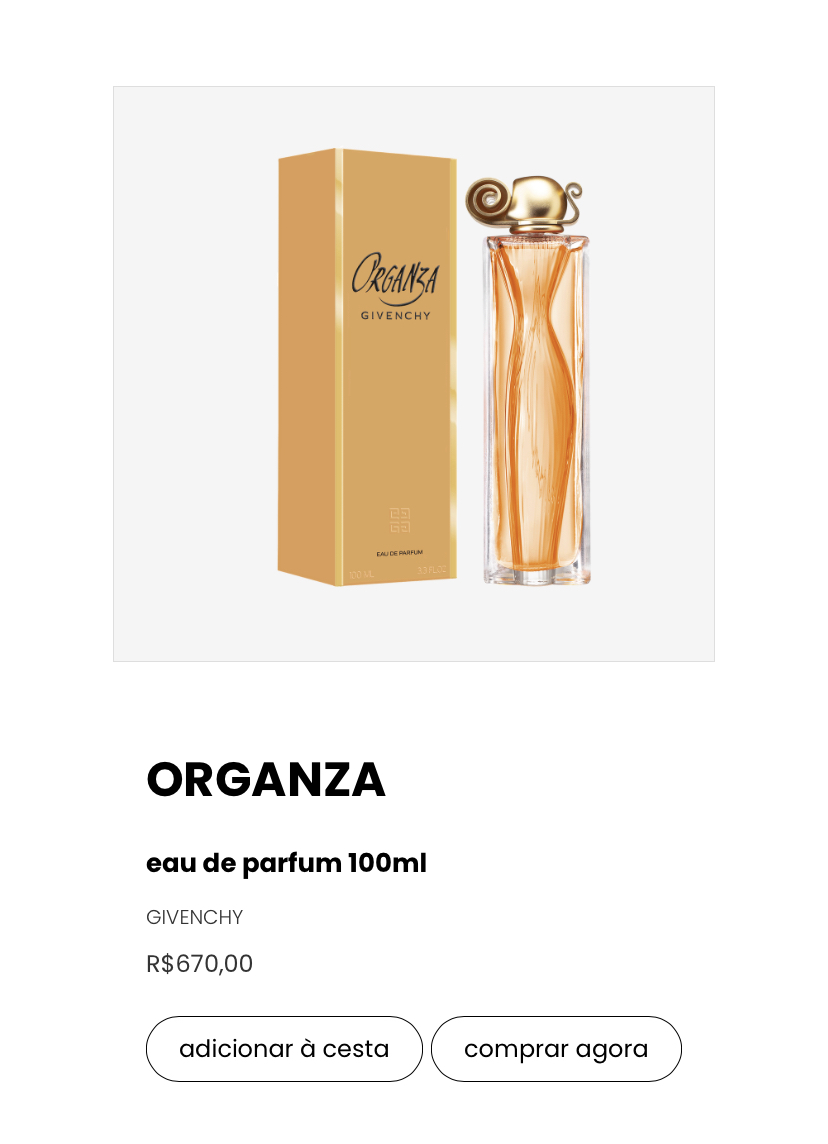 ORGANZA
GIVENCHY
EAU DE PARFUM
100 ML 3.3 FL.OZ
ORGANZA
eau de parfum 100ml
GIVENCHY
R$670,00
adicionar à cesta comprar agora